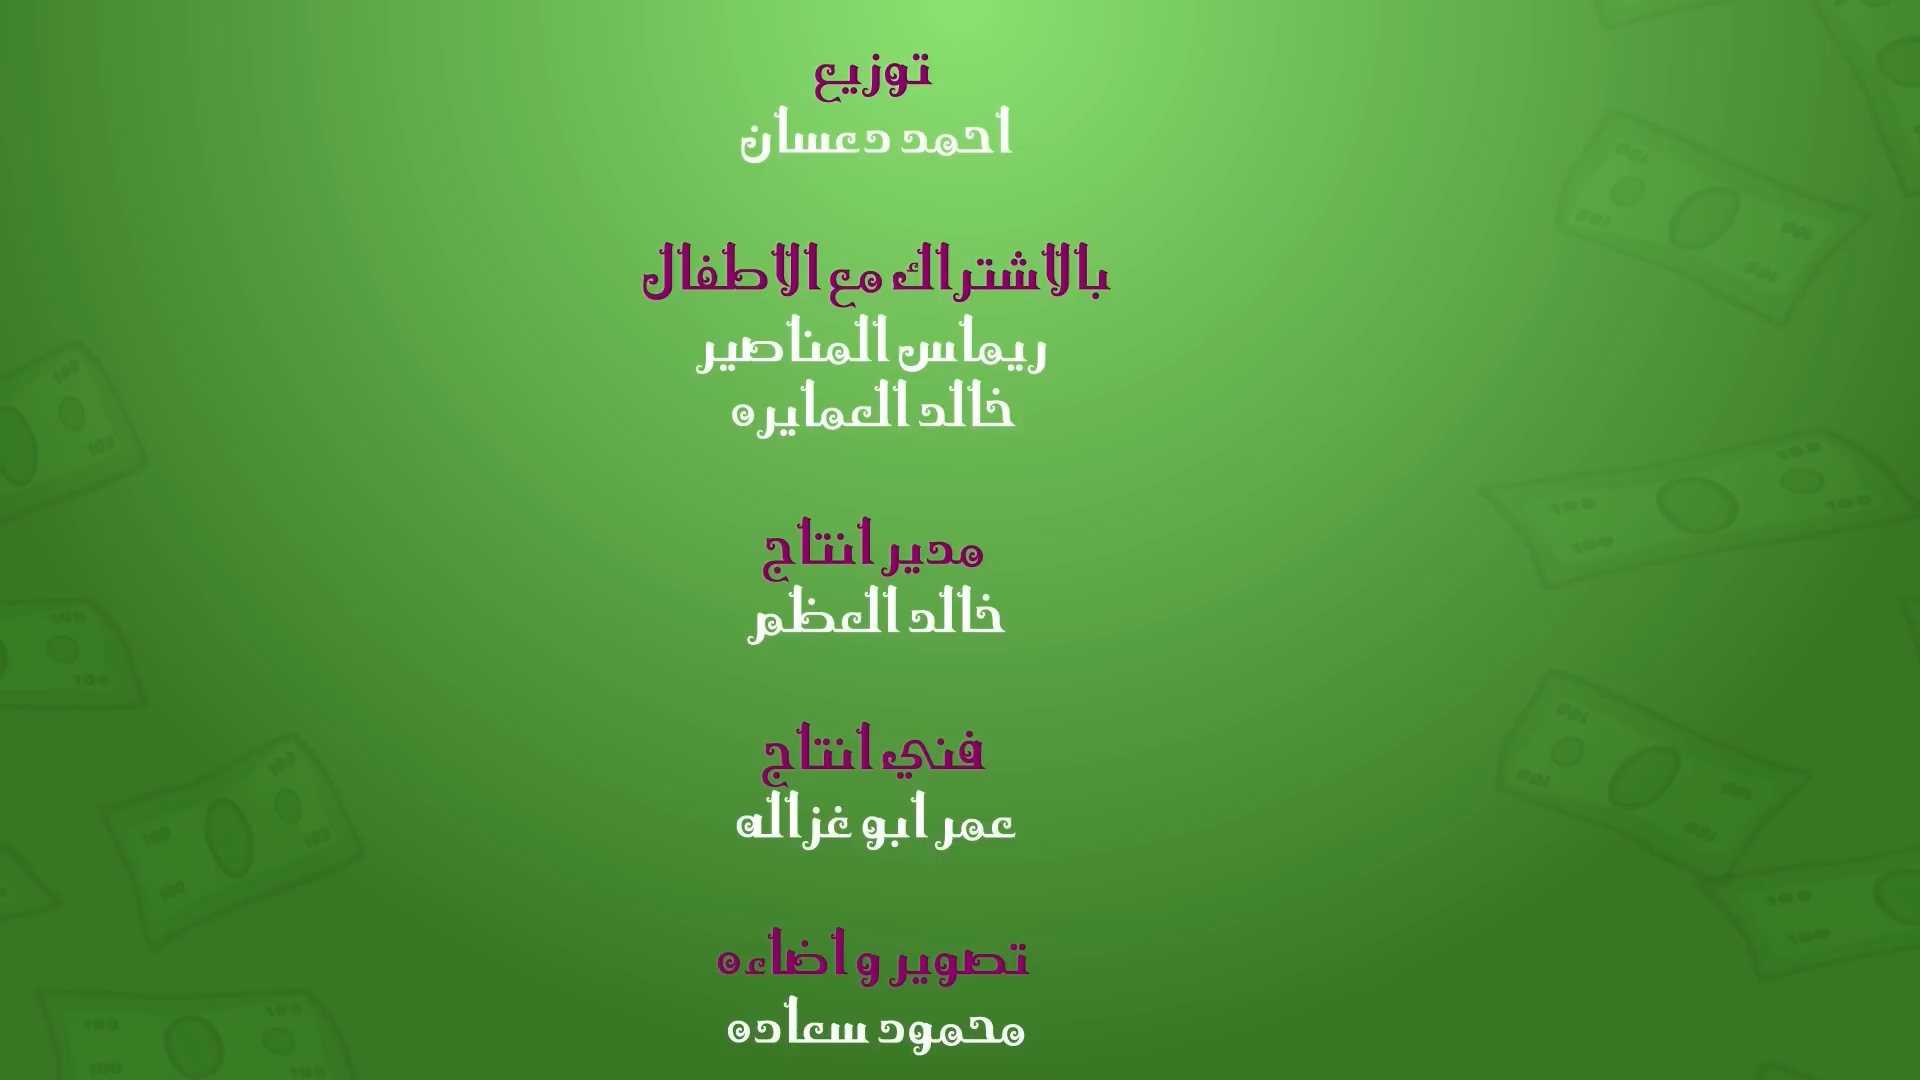 توزيع
احمد دعسان
بالاشتراك مع الاطفال
ريماس المناصير
خالد العمايره
مدير انتاج
خالد العظم
فني انتاج
عمر ابو غزاله
تصوير و اضاءه
محمود سعاده